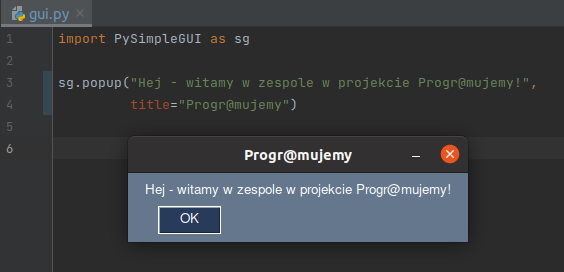 gui.py
1 import PySimpleGUI as sg
2
3 sg.popup("Hej - witamy w zespole w projekcie Progr@mujemy!",
4 title="Progr@mujemy")
5
6
Progr@mujemy
Hej - witamy w zespole w projekcie Progr@mujemy!
OK